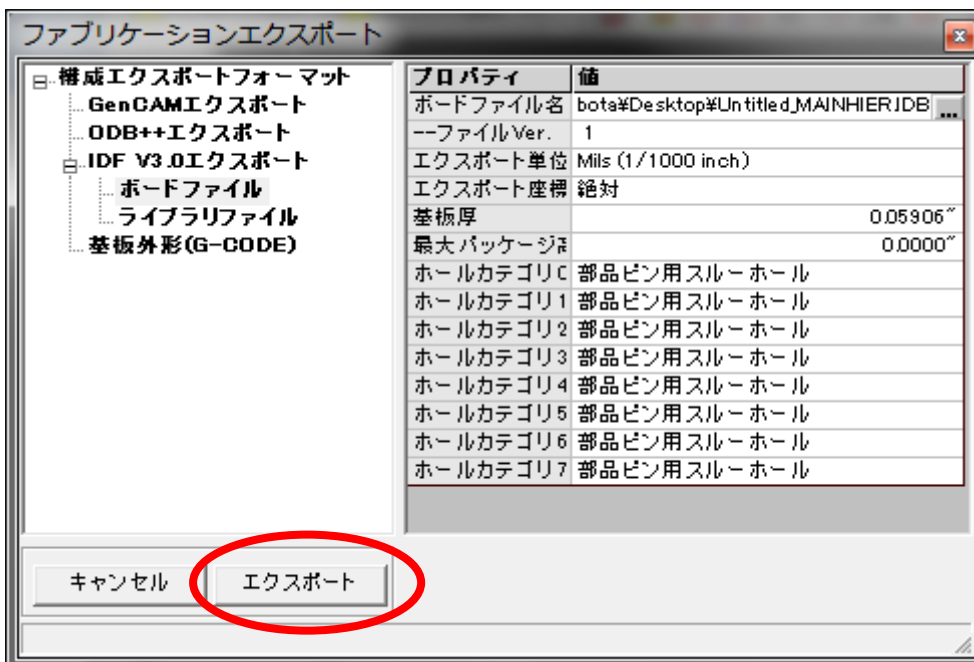 ファブリケーションエクスポート
構成エクスポートフォーマット
GenCAMエクスポート
ODB++エクスポート
IDF V3.0エクスポート
ボードファイル
ライブラリファイル
基板外形(G-CODE)
プロパティ 値
ボードファイル名 bota¥Desktop¥Untitled_MAINHIER.IDB ...
--ファイルVer. 1
エクスポート単位 Mils (1/1000 inch)
エクスポート座標 絶対
基板厚 0.05906"
最大パッケージ 0.0000"
ホールカテゴリ0 部品ピン用スルーホール
ホールカテゴリ1 部品ピン用スルーホール
ホールカテゴリ2 部品ピン用スルーホール
ホールカテゴリ3 部品ピン用スルーホール
ホールカテゴリ4 部品ピン用スルーホール
ホールカテゴリ5 部品ピン用スルーホール
ホールカテゴリ6 部品ピン用スルーホール
ホールカテゴリ7 部品ピン用スルーホール
キャンセル エクスポート